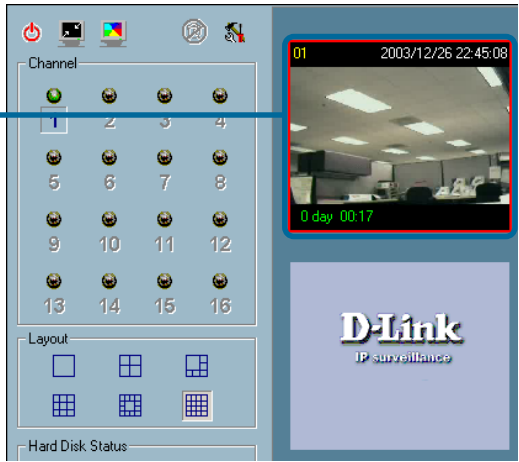 Channel
1 2 3 4
5 6 7 8
9 10 11 12
13 14 15 16
Layout
Hard Disk Status
01 2003/12/26 22:45:08
0 day 00:17
D-Link
IP surveillance